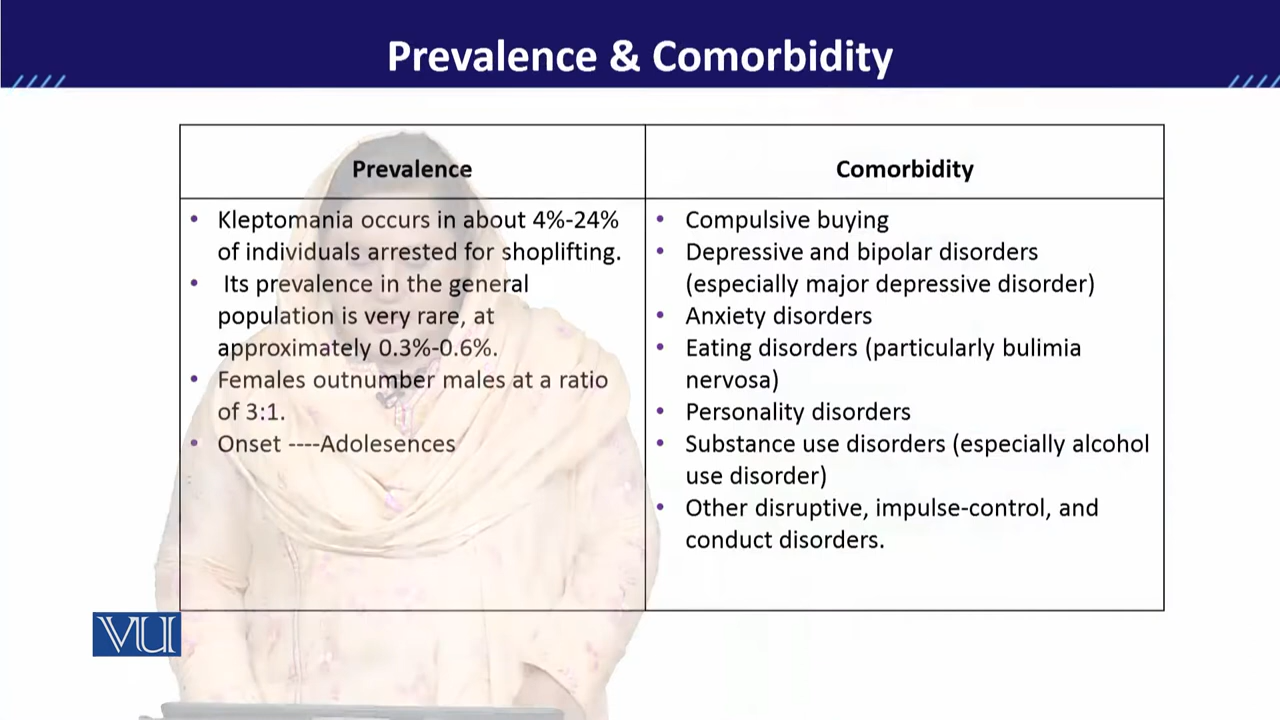 Prevalence & Comorbidity
Prevalence
• Kleptomania occurs in about 4%-24%
of individuals arrested for shoplifting.
• Its prevalence in the general
population is very rare, at
approximately 0.3%-0.6%.
• Females outnumber males at a ratio
of 3:1.
• Onset ----Adolesences
Comorbidity
• Compulsive buying
• Depressive and bipolar disorders
(especially major depressive disorder)
• Anxiety disorders
• Eating disorders (particularly bulimia
nervosa)
• Personality disorders
• Substance use disorders (especially alcohol
use disorder)
• Other disruptive, impulse-control, and
conduct disorders.
VU